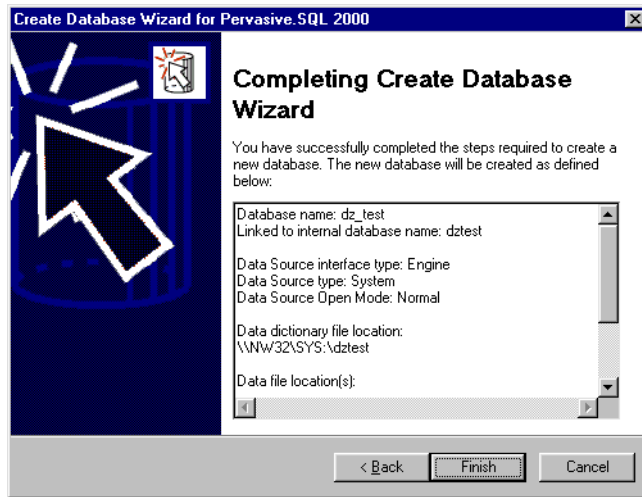 Create Database Wizard for Pervasive.SQL 2000
Completing Create Database
Wizard
You have successfully completed the steps required to create a
new database. The new database will be created as defined
below:
Database name: dz_test
Linked to internal database name: dztest
Data Source interface type: Engine
Data Source type: System
Data Source Open Mode: Normal
Data dictionary file location:
\\NW32\SYS:\dztest
Data file location(s):
< Back
Finish
Cancel